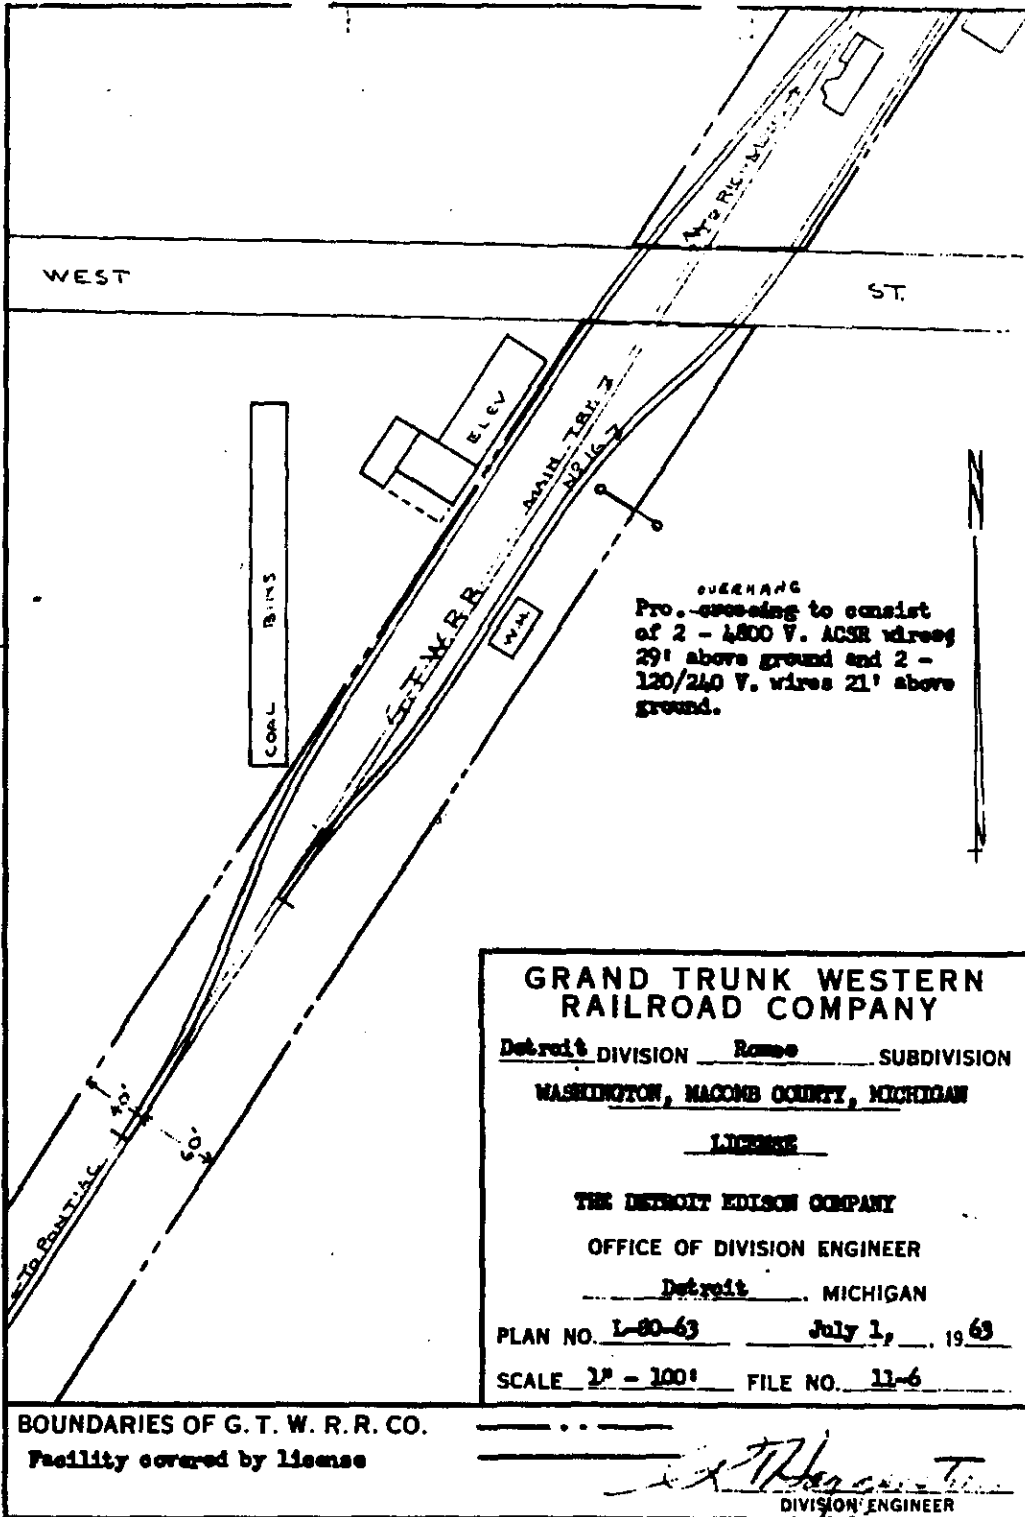 TO RICHMOND
WEST ST.
ELEV
MAIN TRK.
No 16
COAL BINS
G.T.W.R.R.
W.H.
OVERHANG
Pro. crossing to consist
of 2 - 4800 V. ACSR wires
29' above ground and 2 -
120/240 V. wires 21' above
ground.
N
40'
60'
To PONTIAC
GRAND TRUNK WESTERN
RAILROAD COMPANY
Detroit DIVISION Romeo SUBDIVISION
WASHINGTON, MACOMB COUNTY, MICHIGAN
LICENSE
THE DETROIT EDISON COMPANY
OFFICE OF DIVISION ENGINEER
Detroit, MICHIGAN
PLAN NO. L-80-63 July 1, 1963
SCALE 1" - 100' FILE NO. 11-6
BOUNDARIES OF G. T. W. R. R. CO.
Facility covered by license
DIVISION ENGINEER